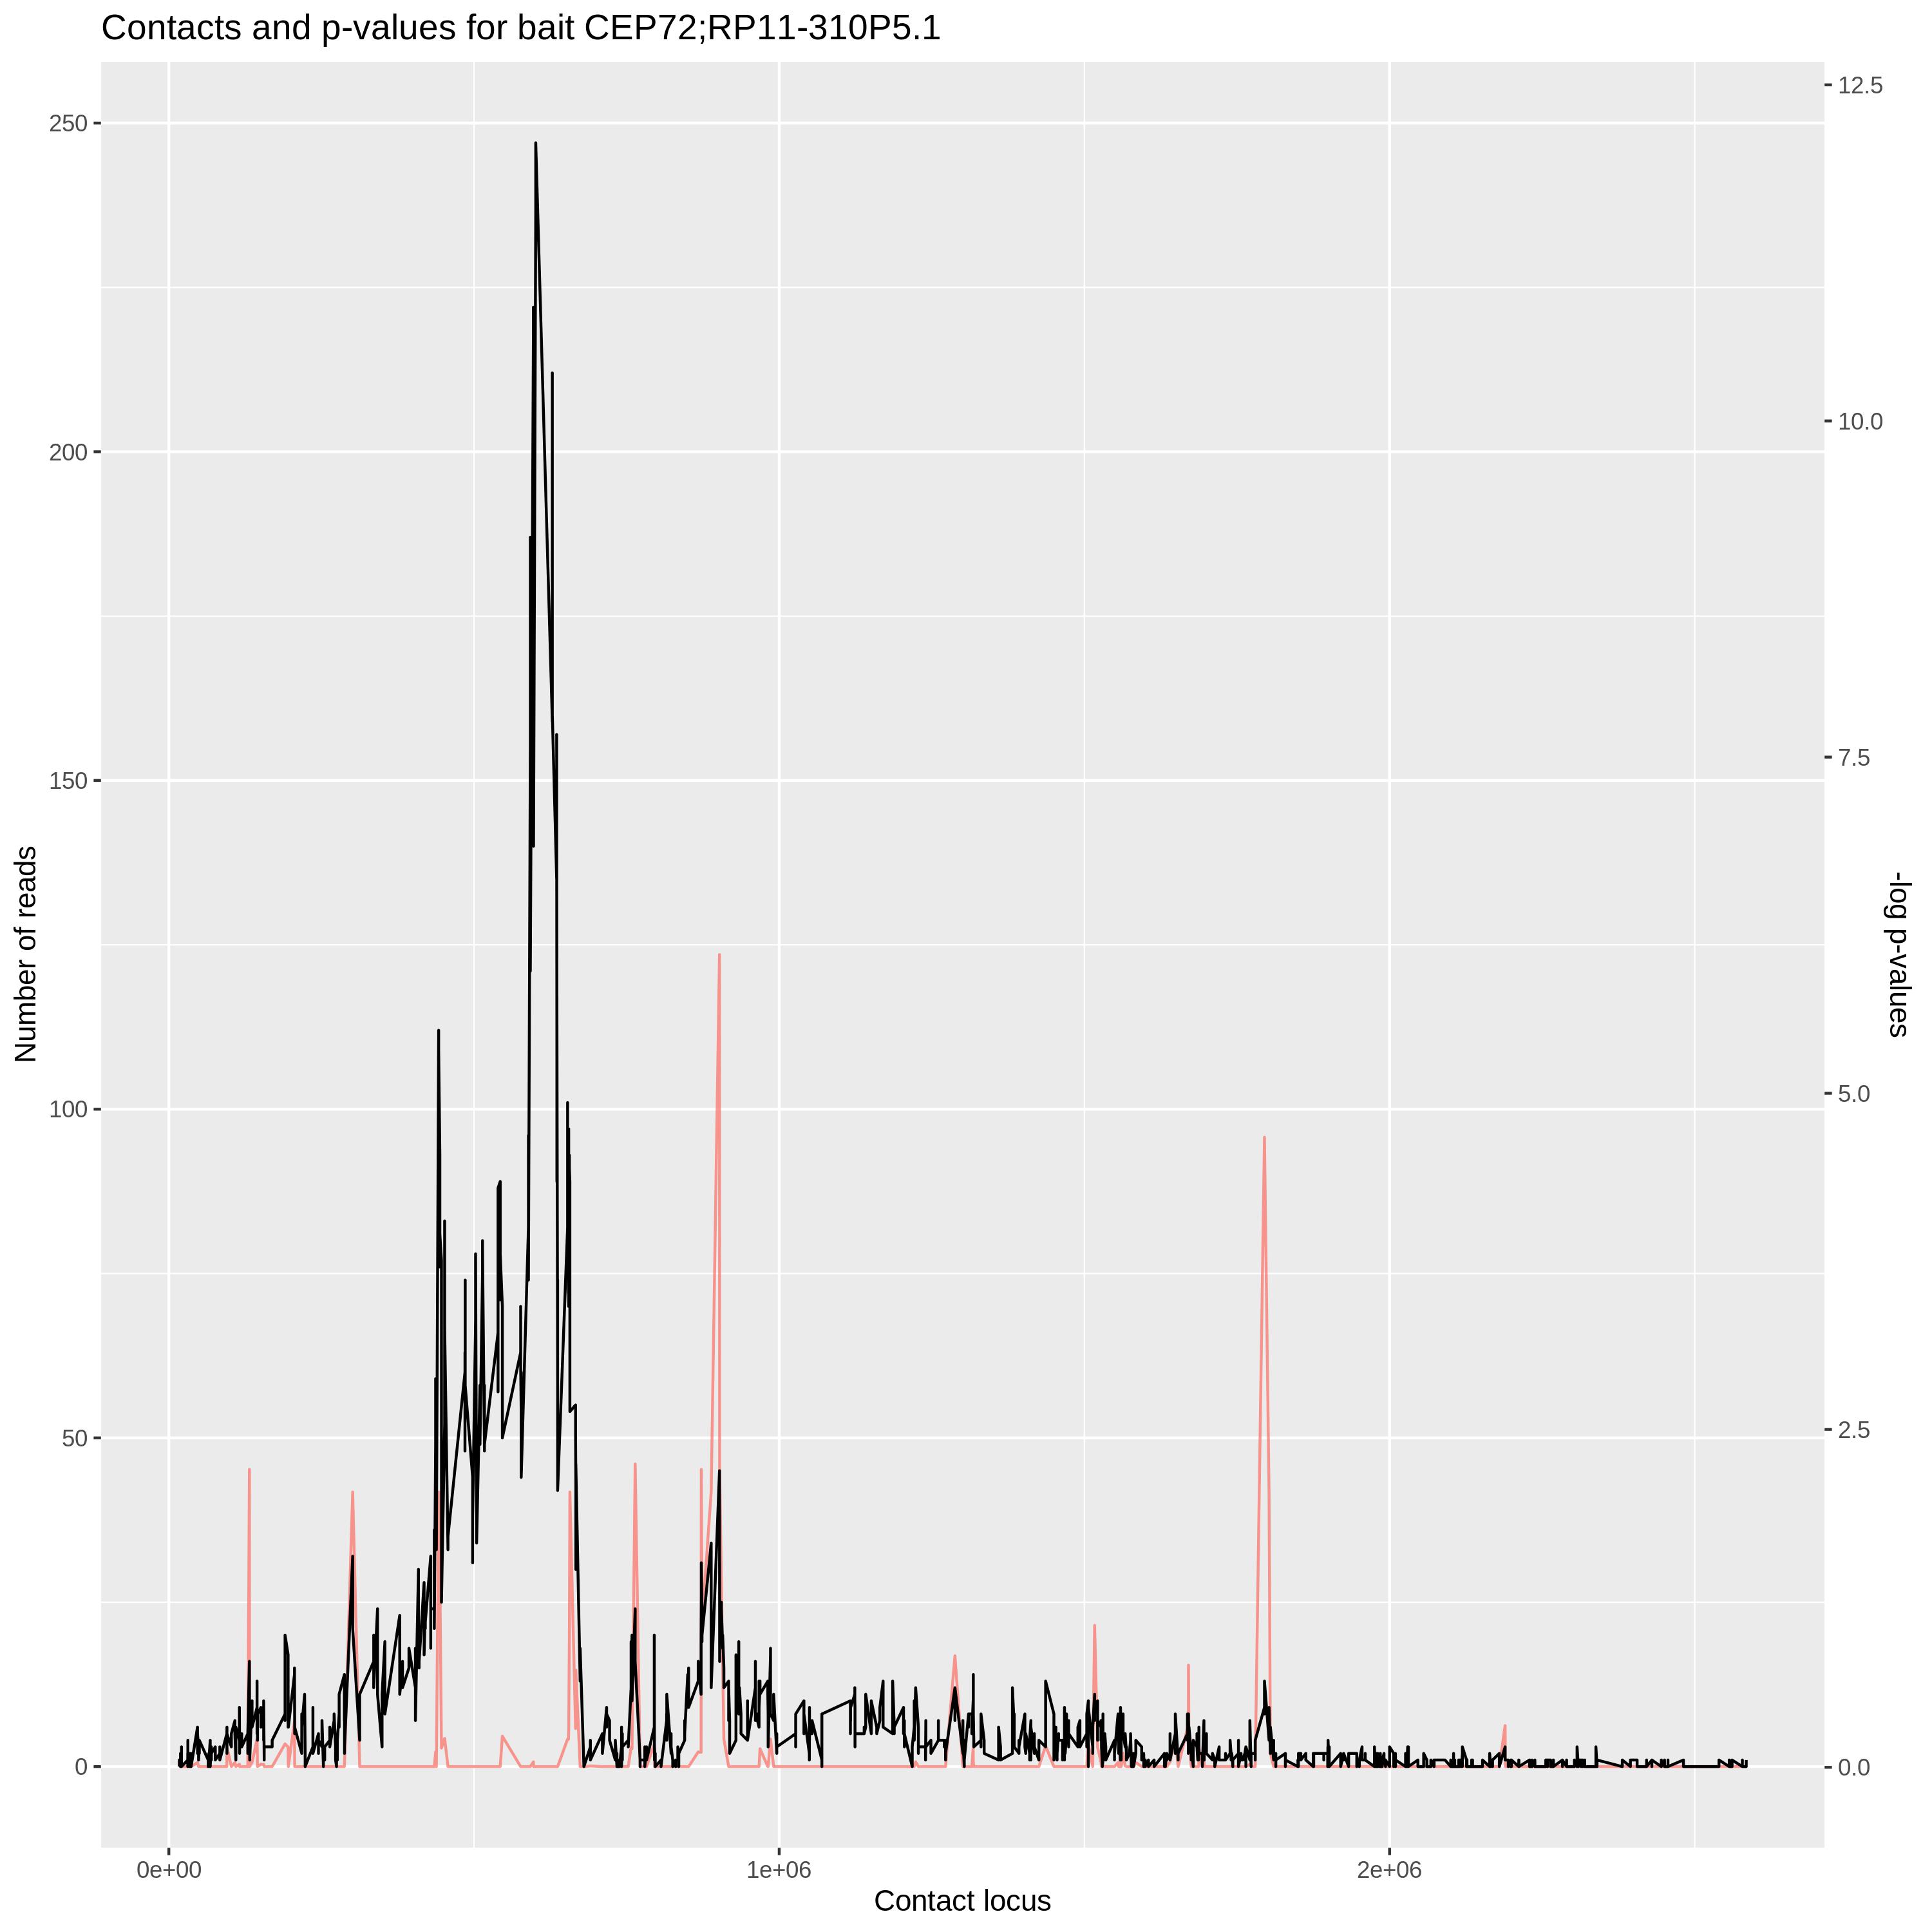 Contacts and p-values for bait CEP72;RP11-310P5.1
250
200
150
100
50
0
Number of reads
12.5
10.0
7.5
5.0
2.5
0.0
-log p-values
0e+00
1e+06
2e+06
Contact locus